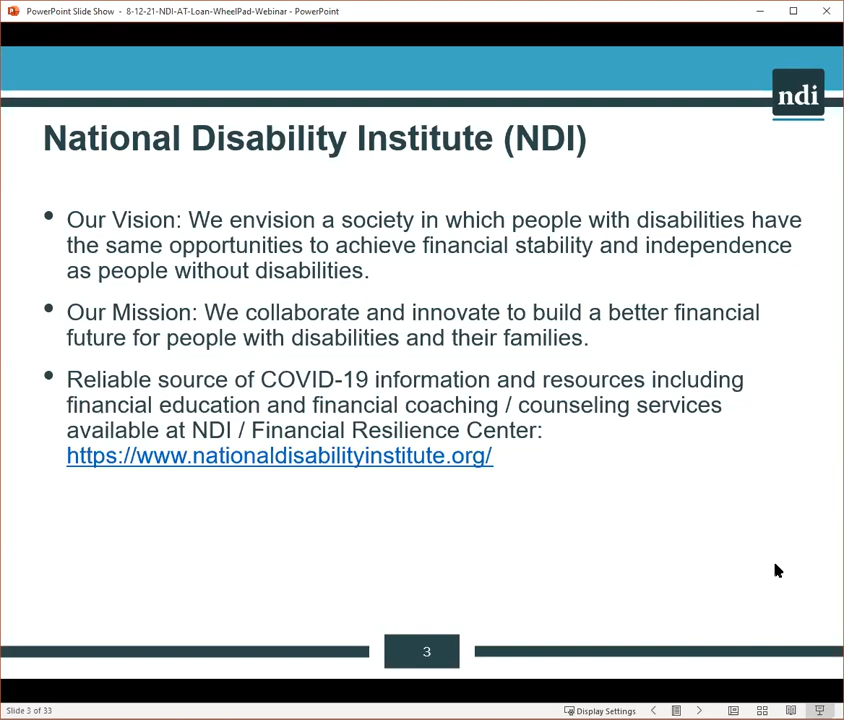 PowerPoint Slide Show - 8-12-21-NDI-AT-Loan-WheelPad-Webinar - PowerPoint
ndi
National Disability Institute (NDI)
• Our Vision: We envision a society in which people with disabilities have
the same opportunities to achieve financial stability and independence
as people without disabilities.
• Our Mission: We collaborate and innovate to build a better financial
future for people with disabilities and their families.
• Reliable source of COVID-19 information and resources including
financial education and financial coaching / counseling services
available at NDI / Financial Resilience Center:
https://www.nationaldisabilityinstitute.org/
3
Slide 3 of 33
Display Settings